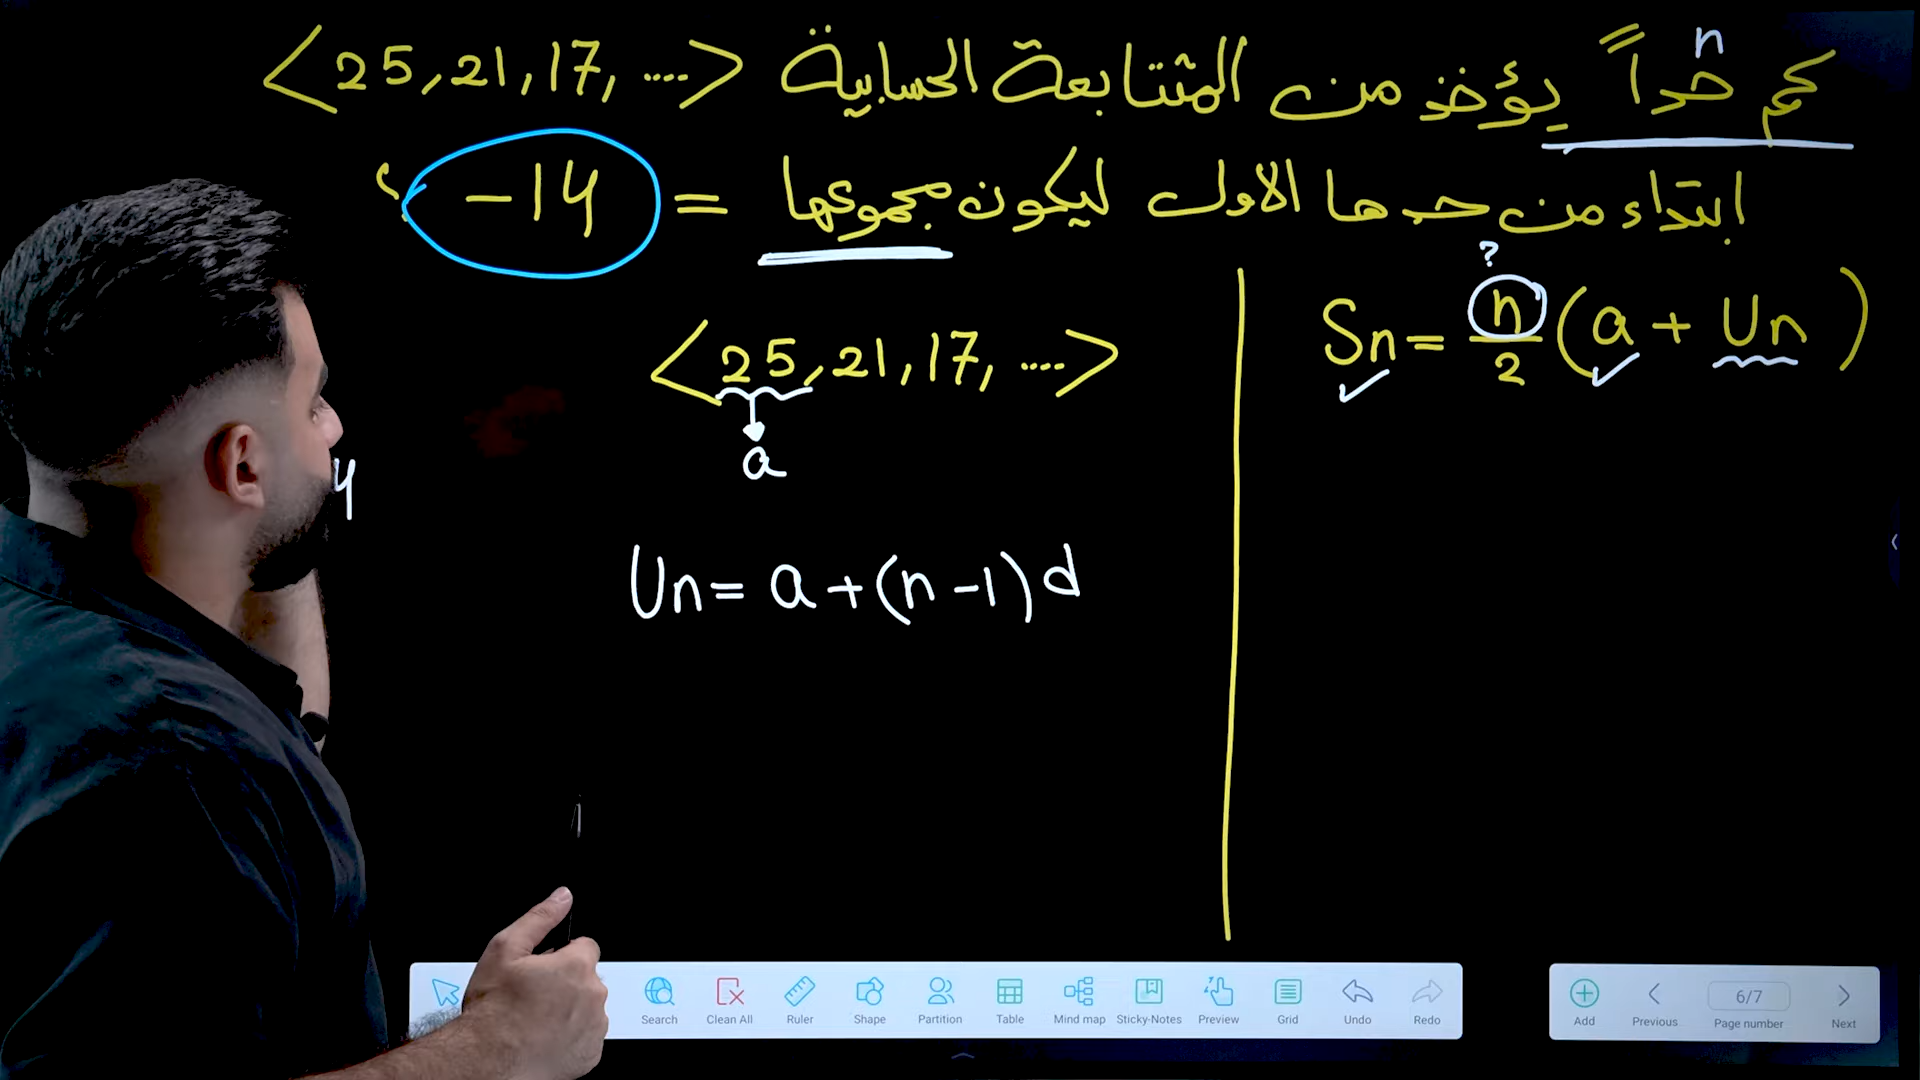 n
كم حداً يؤخذ من المتتابعة الحسابية <25, 21, 17, ....>
ابتداء من حدها الاول ليكون مجموعها = -14 ؟
<25, 21, 17, ....>
a
4
Un = a + (n - 1) d
?
Sn = n/2 (a + Un)
Search
Clean All
Ruler
Shape
Partition
Table
Mind map
Sticky-Notes
Preview
Grid
Undo
Redo
Add
Previous
6/7
Page number
Next